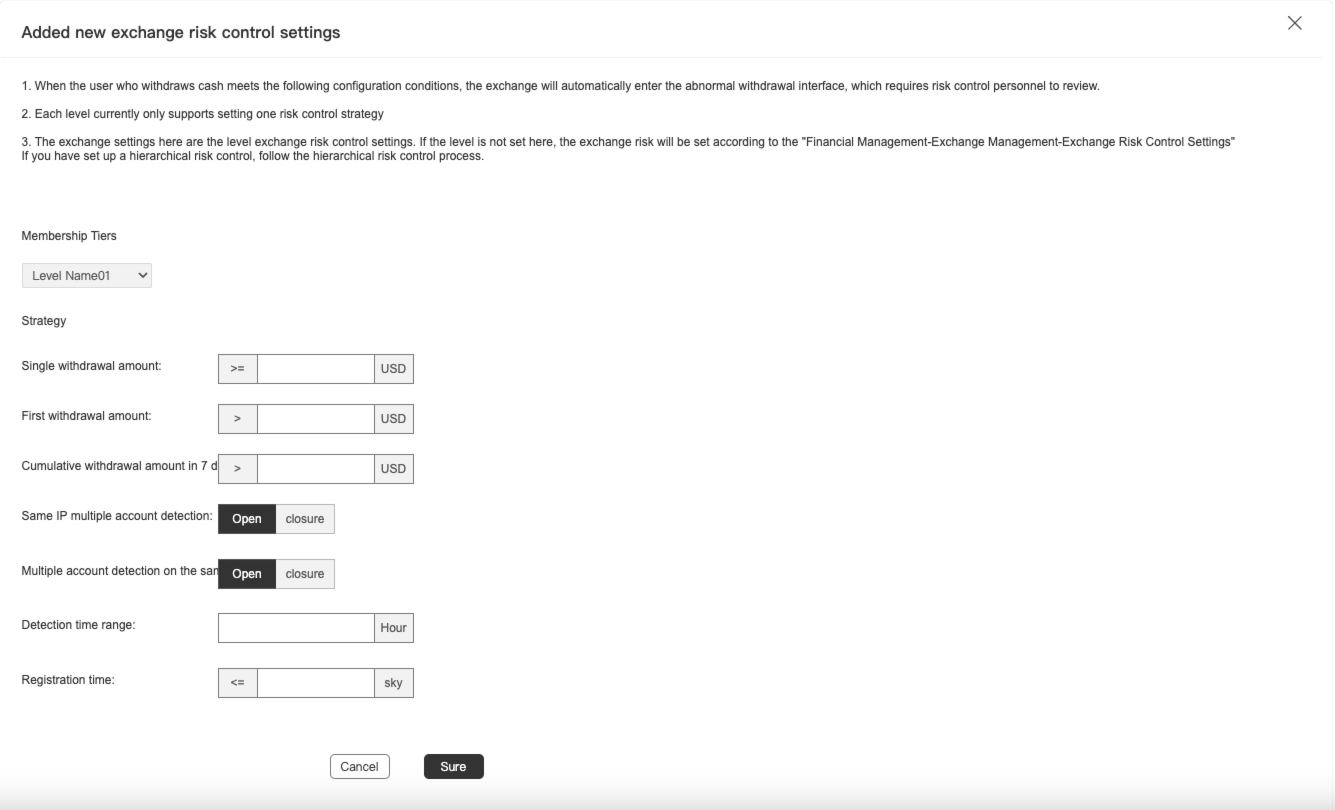 Added new exchange risk control settings
1. When the user who withdraws cash meets the following configuration conditions, the exchange will automatically enter the abnormal withdrawal interface, which requires risk control personnel to review.
2. Each level currently only supports setting one risk control strategy
3. The exchange settings here are the level exchange risk control settings. If the level is not set here, the exchange risk will be set according to the "Financial Management-Exchange Management-Exchange Risk Control Settings"
If you have set up a hierarchical risk control, follow the hierarchical risk control process.
Membership Tiers
Level Name01
Strategy
Single withdrawal amount: >= USD
First withdrawal amount: > USD
Cumulative withdrawal amount in 7 d > USD
Same IP multiple account detection: Open closure
Multiple account detection on the Open closure
Detection time range: Hour
Registration time: <= sky
Cancel Sure